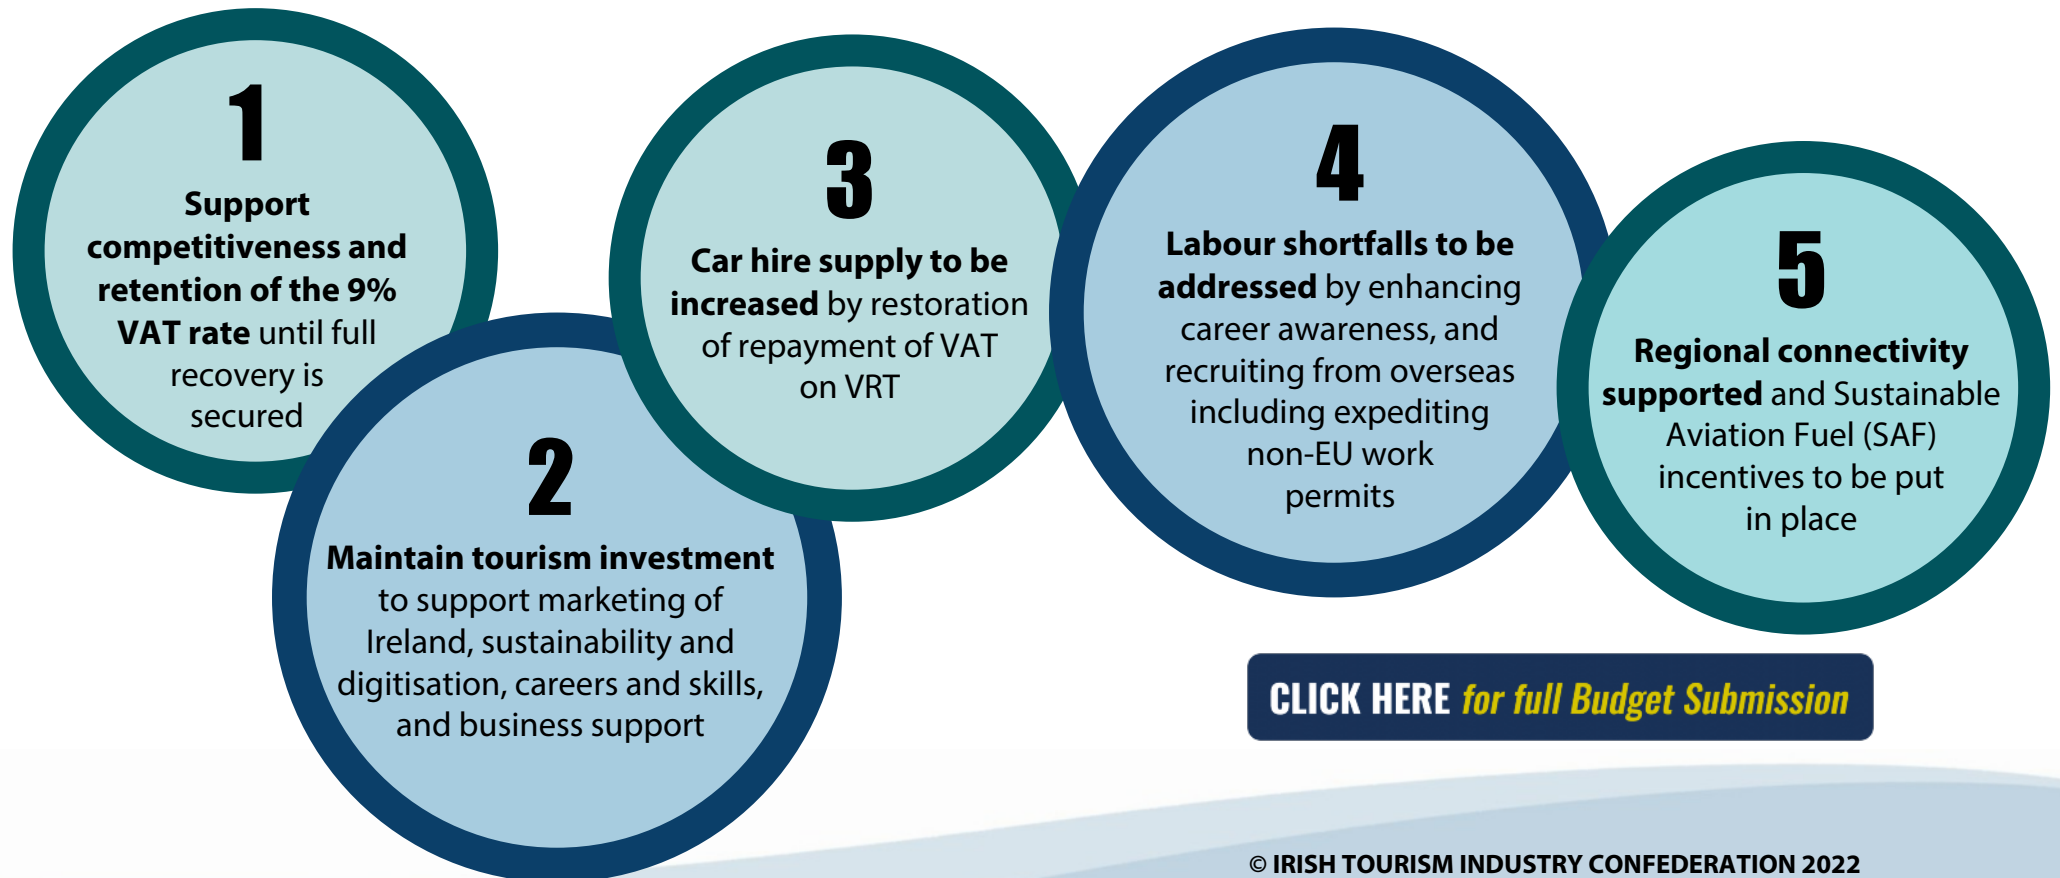 1
Support
competitiveness and
retention of the 9%
VAT rate until full
recovery is
secured
2
Maintain tourism investment
to support marketing of
Ireland, sustainability and
digitisation, careers and skills,
and business support
3
Car hire supply to be
increased by restoration
of repayment of VAT
on VRT
4
Labour shortfalls to be
addressed by enhancing
career awareness, and
recruiting from overseas
including expediting
non-EU work
permits
5
Regional connectivity
supported and Sustainable
Aviation Fuel (SAF)
incentives to be put
in place
CLICK HERE for full Budget Submission
© IRISH TOURISM INDUSTRY CONFEDERATION 2022